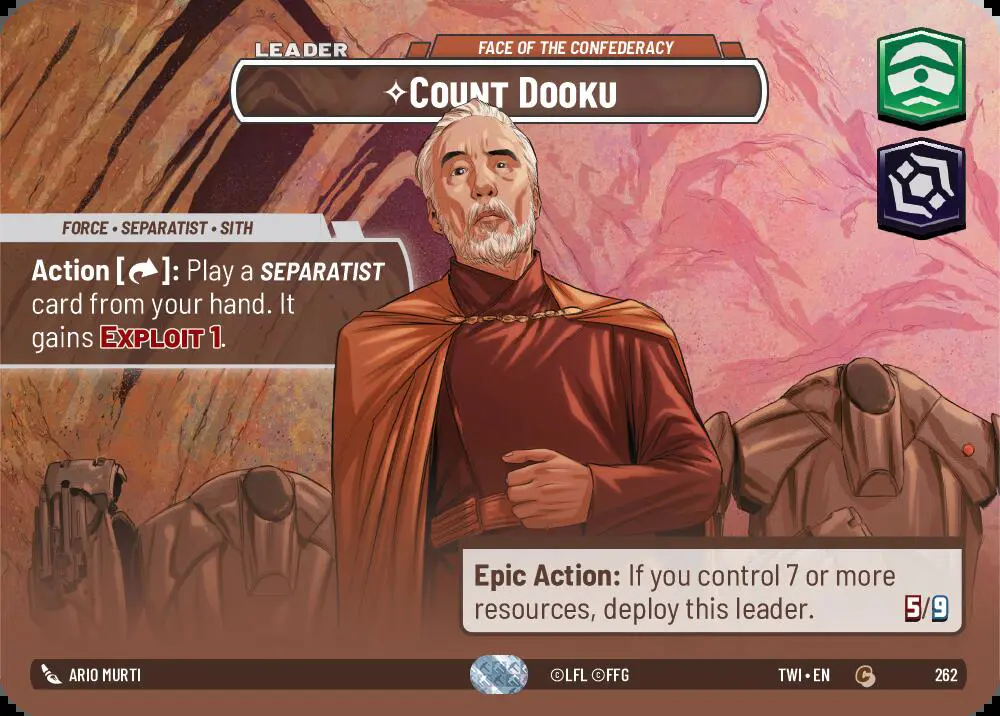 LEADER
FACE OF THE CONFEDERACY
COUNT DOOKU
FORCE • SEPARATIST • SITH
Action [ ]: Play a SEPARATIST
card from your hand. It
gains EXPLOIT 1.
Epic Action: If you control 7 or more
resources, deploy this leader. 5/9
ARIO MURTI
©LFL ©FFG
TWI • EN
C
262